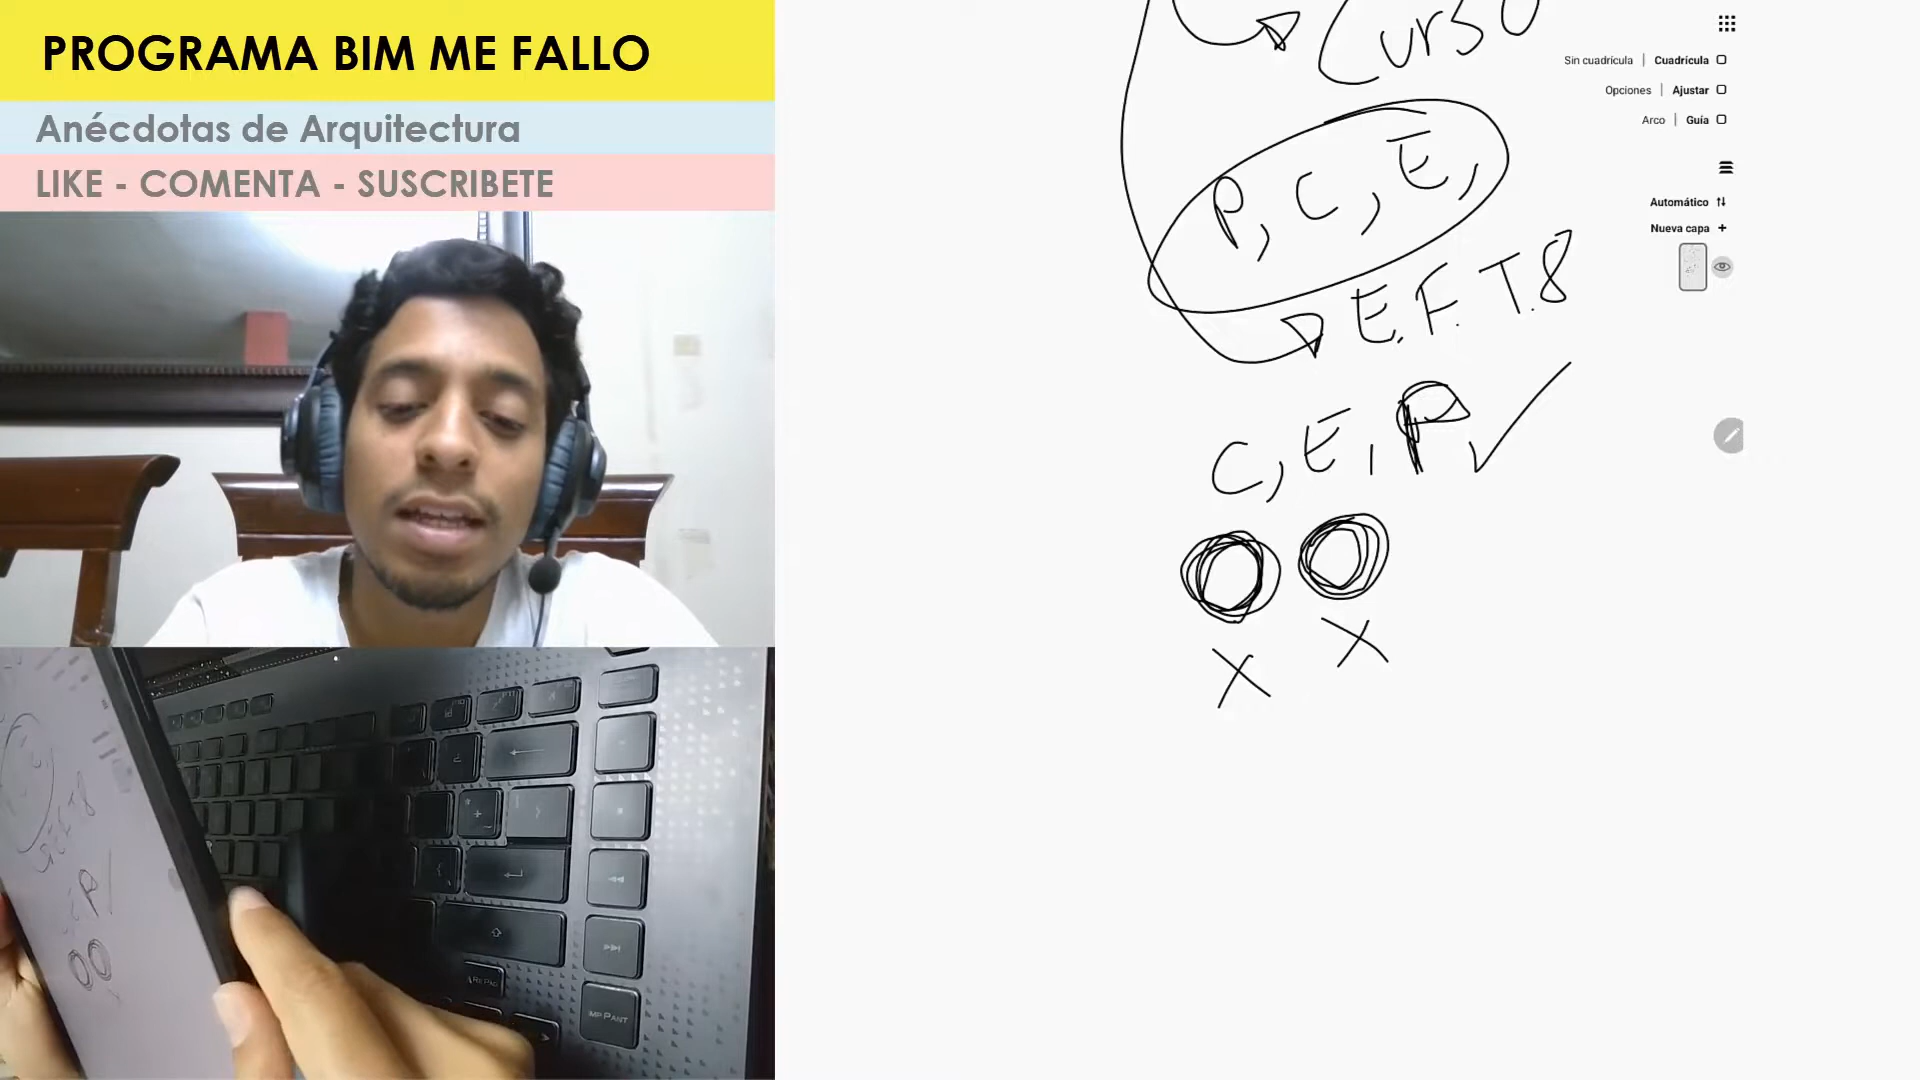 PROGRAMA BIM ME FALLO
Anécdotas de Arquitectura
LIKE - COMENTA - SUSCRIBETE
Curso
P, C, E,
E.F. T.8
C, E, P ✓
X X
Sin cuadrícula | Cuadrícula
Opciones | Ajustar
Arco | Guía
Automático
Nueva capa +